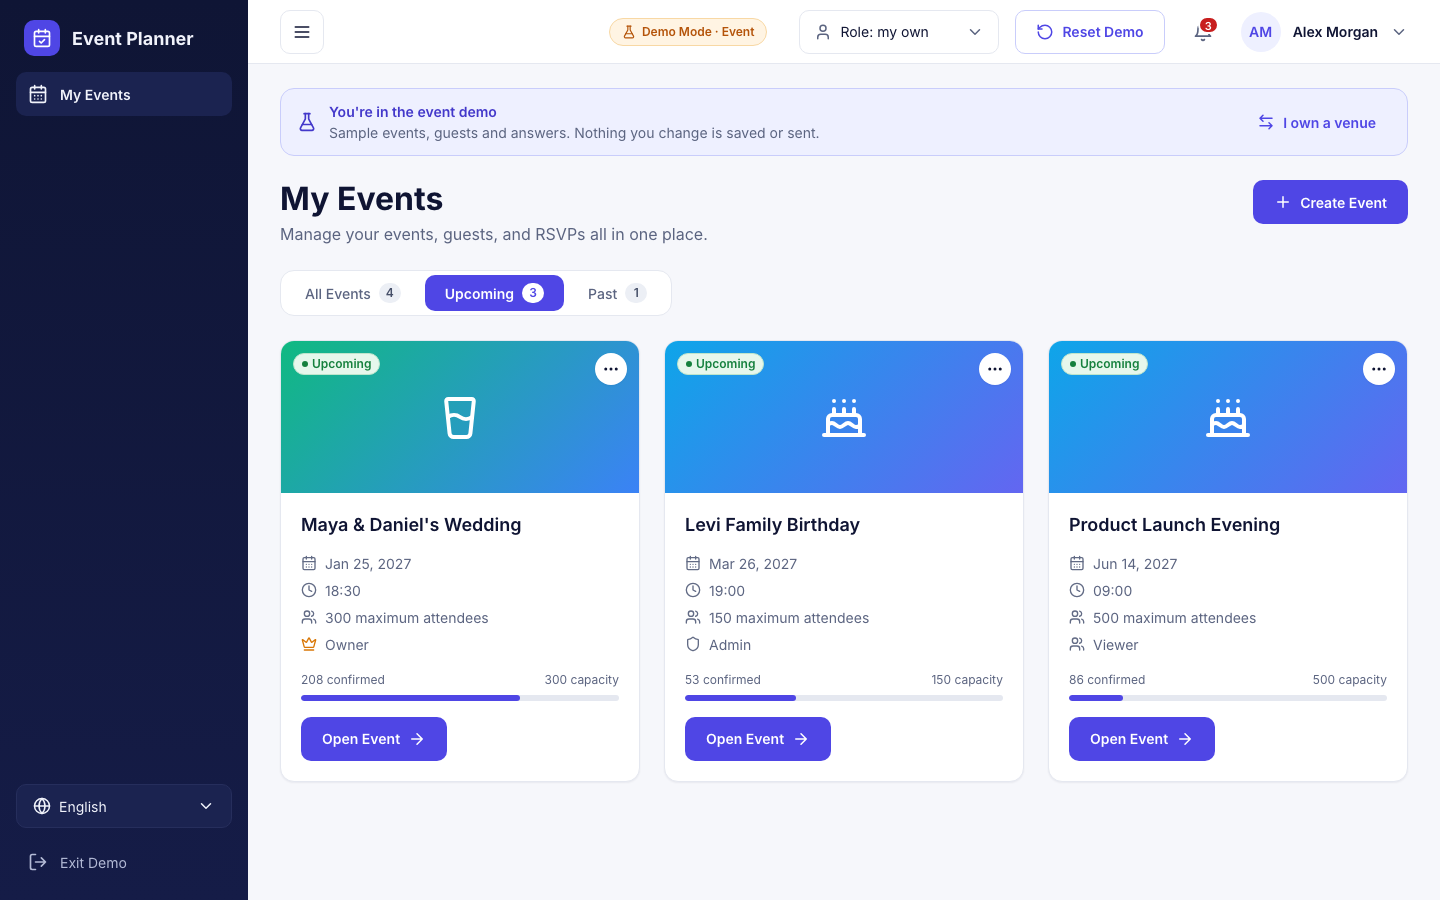 Event Planner
My Events
English
Exit Demo
Demo Mode · Event
Role: my own
Reset Demo
3
AM
Alex Morgan
You're in the event demo
Sample events, guests and answers. Nothing you change is saved or sent.
I own a venue
My Events
Manage your events, guests, and RSVPs all in one place.
Create Event
All Events 4
Upcoming 3
Past 1
Upcoming
Maya & Daniel's Wedding
Jan 25, 2027
18:30
300 maximum attendees
Owner
208 confirmed
300 capacity
Open Event
Upcoming
Levi Family Birthday
Mar 26, 2027
19:00
150 maximum attendees
Admin
53 confirmed
150 capacity
Open Event
Upcoming
Product Launch Evening
Jun 14, 2027
09:00
500 maximum attendees
Viewer
86 confirmed
500 capacity
Open Event